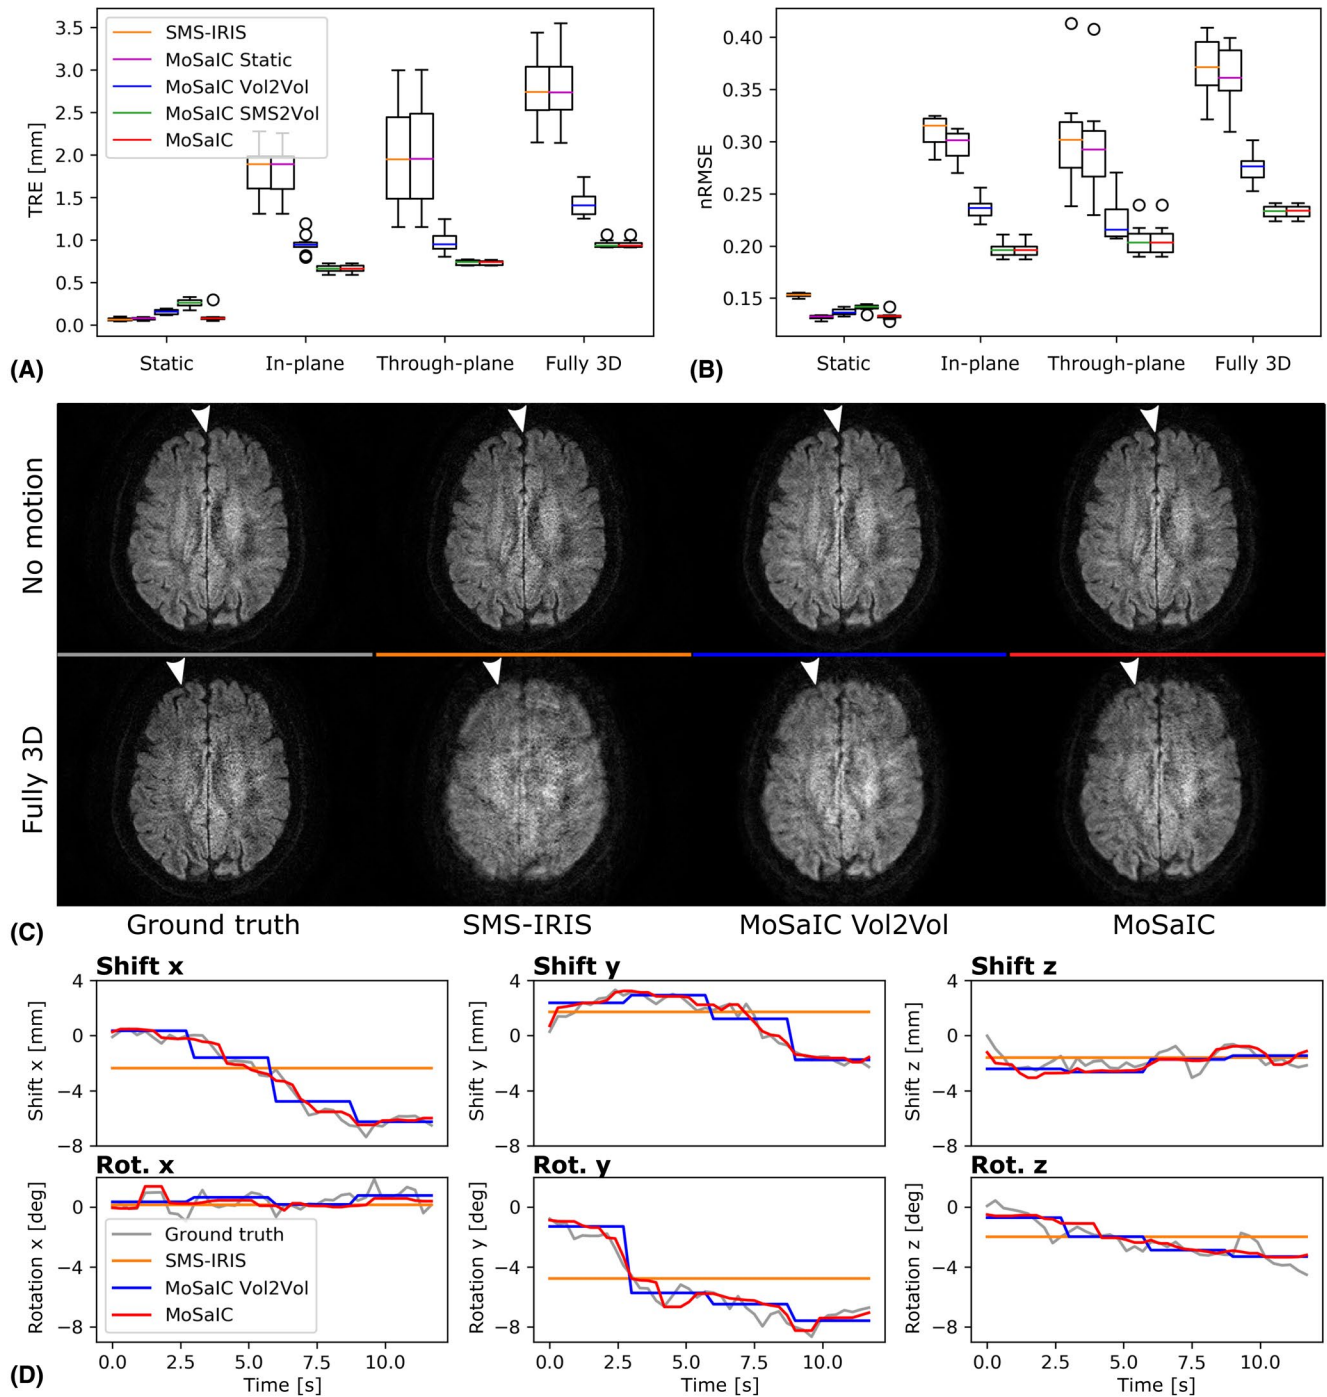 3.5
3.0
2.5
2.0
1.5
1.0
0.5
0.0
TRE [mm]
SMS-IRIS
MoSaIC Static
MoSaIC Vol2Vol
MoSaIC SMS2Vol
MoSaIC
Static
In-plane
Through-plane
Fully 3D
(A)
0.40
0.35
0.30
0.25
0.20
0.15
nRMSE
Static
In-plane
Through-plane
Fully 3D
(B)
No motion
Fully 3D
Ground truth
SMS-IRIS
MoSaIC Vol2Vol
MoSaIC
(C)
Shift x
4
0
−4
−8
Shift x [mm]
Shift y
4
0
−4
−8
Shift y [mm]
Shift z
4
0
−4
−8
Shift z [mm]
Rot. x
0
−4
−8
Rotation x [deg]
Ground truth
SMS-IRIS
MoSaIC Vol2Vol
MoSaIC
0.0 2.5 5.0 7.5 10.0
Time [s]
Rot. y
0
−4
−8
Rotation y [deg]
0.0 2.5 5.0 7.5 10.0
Time [s]
Rot. z
0
−4
−8
Rotation z [deg]
0.0 2.5 5.0 7.5 10.0
Time [s]
(D)